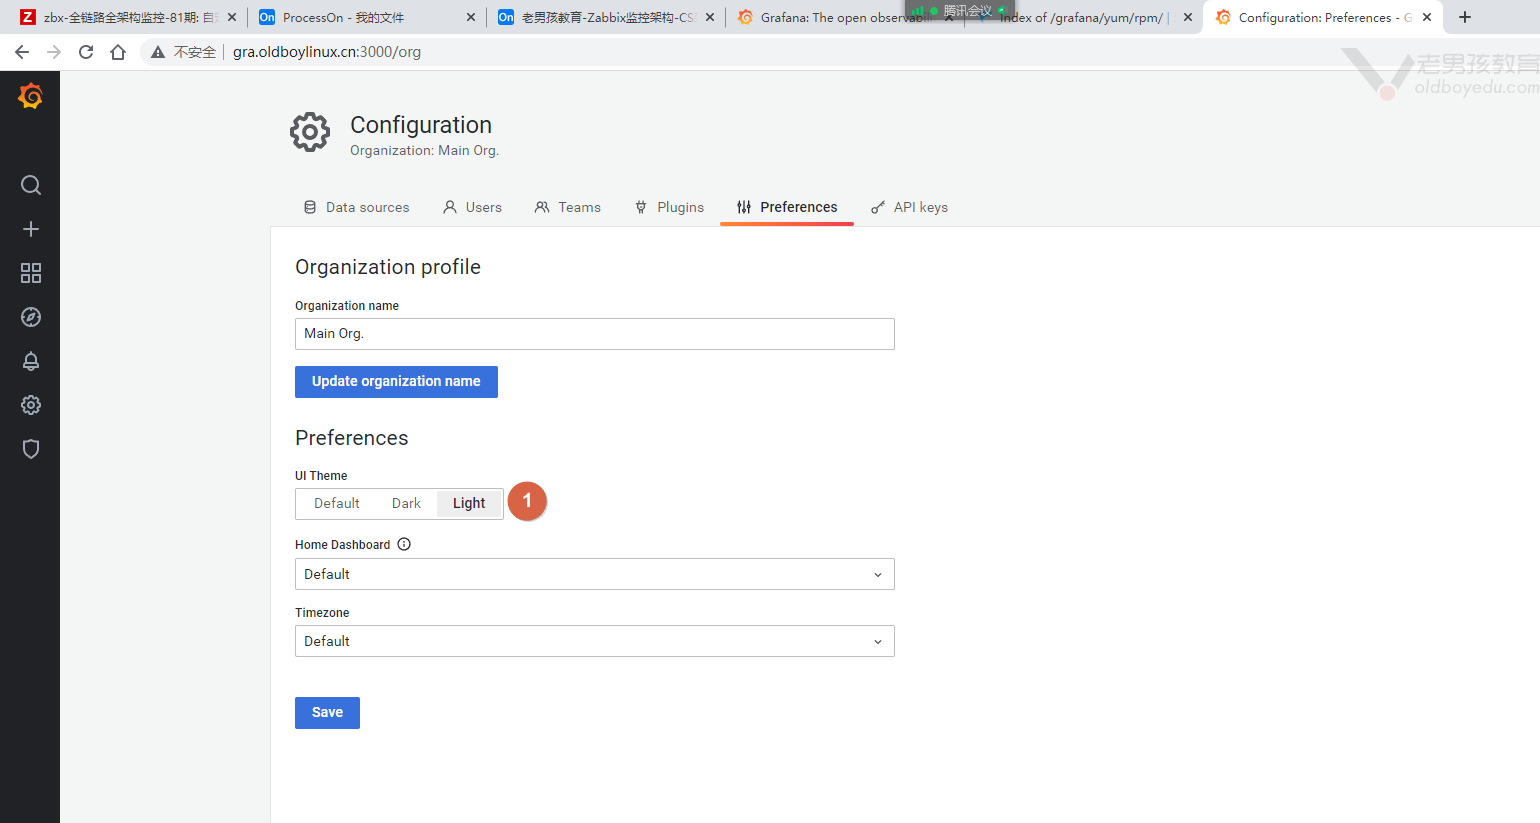 zbx-全链路全架构监控-81期: 自定
ProcessOn - 我的文件
老男孩教育-Zabbix监控架构-CS
Grafana: The open observabili
腾讯会议
Index of /grafana/yum/rpm/ |
Configuration: Preferences - G
不安全
gra.oldboylinux.cn:3000/org
老男孩教育
oldboyedu.com
Configuration
Organization: Main Org.
Data sources
Users
Teams
Plugins
Preferences
API keys
Organization profile
Organization name
Main Org.
Update organization name
Preferences
UI Theme
Default
Dark
Light
1
Home Dashboard
Default
Timezone
Default
Save